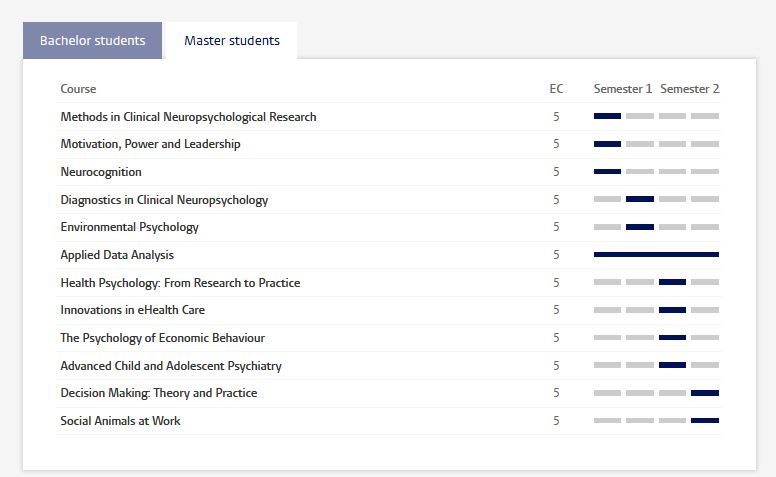 Bachelor students Master students
Course EC Semester 1 Semester 2
Methods in Clinical Neuropsychological Research 5
Motivation, Power and Leadership 5
Neurocognition 5
Diagnostics in Clinical Neuropsychology 5
Environmental Psychology 5
Applied Data Analysis 5
Health Psychology: From Research to Practice 5
Innovations in eHealth Care 5
The Psychology of Economic Behaviour 5
Advanced Child and Adolescent Psychiatry 5
Decision Making: Theory and Practice 5
Social Animals at Work 5